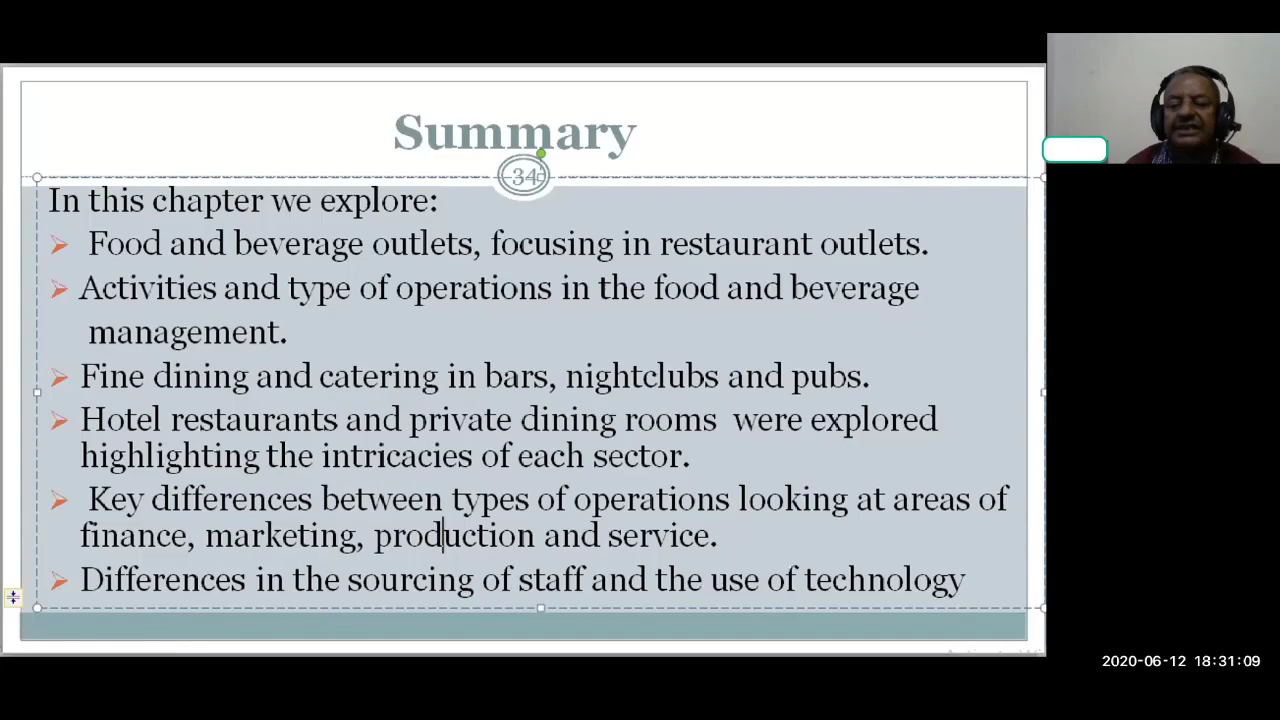 Summary
34
In this chapter we explore:
Food and beverage outlets, focusing in restaurant outlets.
Activities and type of operations in the food and beverage
management.
Fine dining and catering in bars, nightclubs and pubs.
Hotel restaurants and private dining rooms were explored
highlighting the intricacies of each sector.
Key differences between types of operations looking at areas of
finance, marketing, production and service.
Differences in the sourcing of staff and the use of technology
2020-06-12 18:31:09